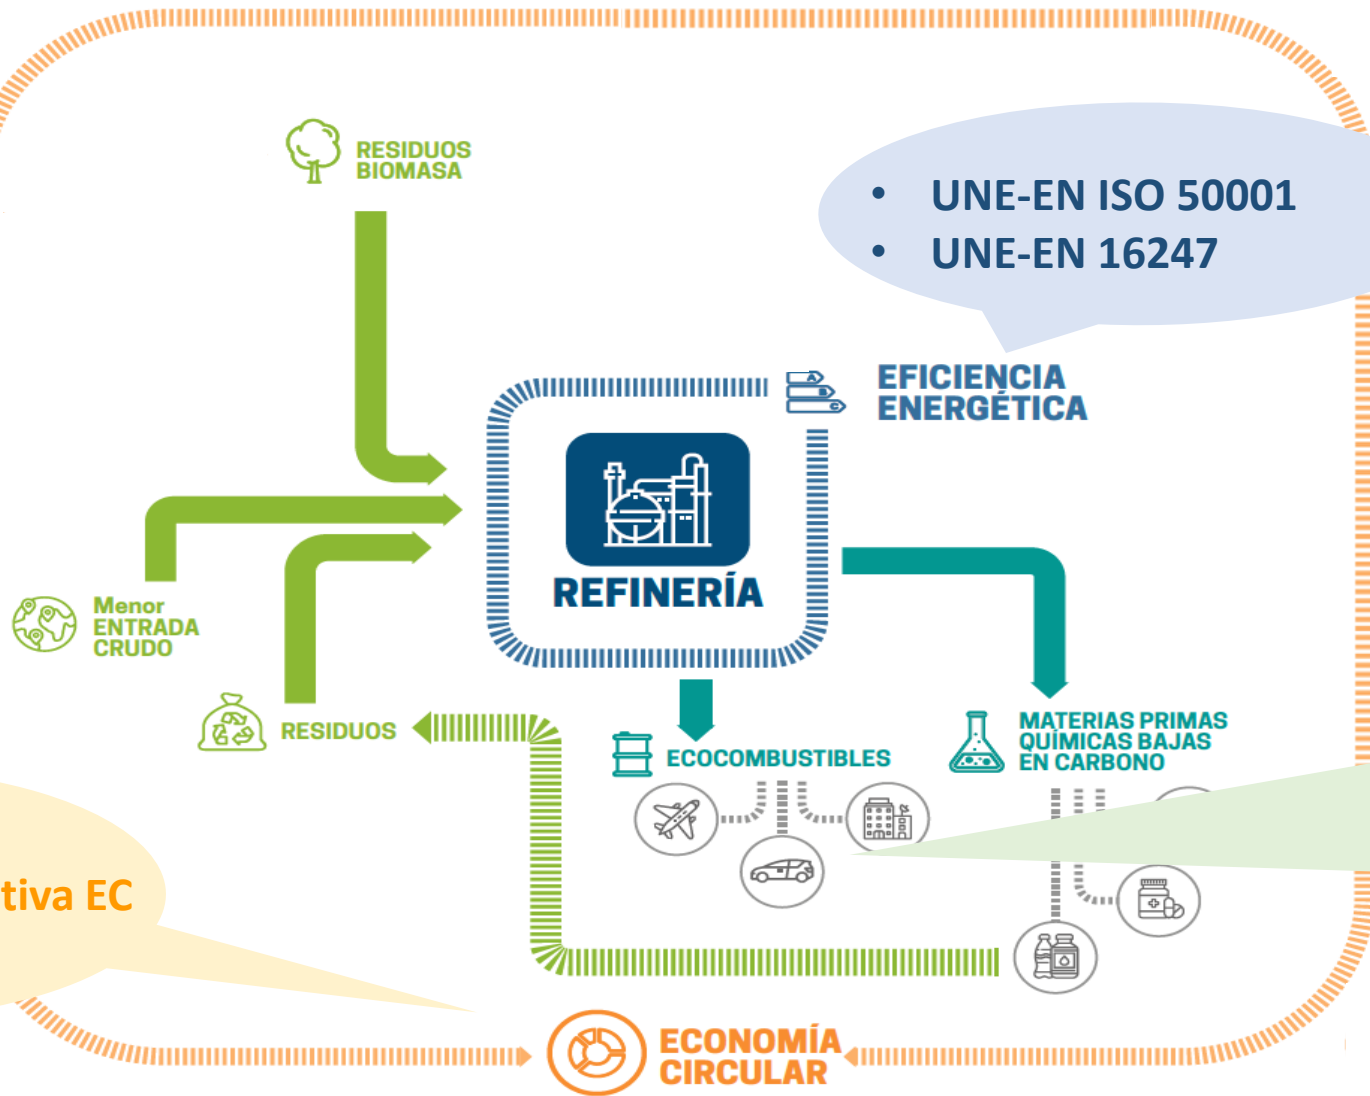 RESIDUOS
BIOMASA
• UNE-EN ISO 50001
• UNE-EN 16247
A
B
C
EFICIENCIA
ENERGÉTICA
REFINERÍA
Menor
ENTRADA
CRUDO
RESIDUOS
ECOCOMBUSTIBLES
MATERIAS PRIMAS
QUÍMICAS BAJAS
EN CARBONO
tiva EC
ECONOMÍA
CIRCULAR